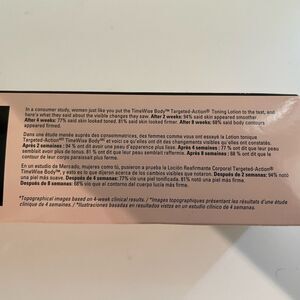 In a consumer study, women just like you put the TimeWise Body™ Targeted-Action® Toning Lotion to the test, and
here's what they said about the visible changes they saw. After 2 weeks: 94% said skin appeared smoother.
After 4 weeks: 77% said skin looked toned. 81% said skin looked firmer. After 8 weeks: 68% said body contours
appeared firmed.
Dans une étude menée auprès des consommatrices, des femmes comme vous ont essayé la Lotion tonique
Targeted-Action® TimeWise Body™ et voici ce qu'elles ont dit des changements visibles qu'elles ont constatés.
Après 2 semaines : 94 % ont dit avoir une peau d'apparence plus lisse. Après 4 semaines : 77 % ont dit que leur peau
semblait avoir plus de tonus. 81 % ont dit que leur peau semblait plus ferme. Après 8 semaines : 68 % ont dit que le
contour de leur corps paraissait plus ferme.
En un estudio de Mercado, mujeres como tú, pusieron a prueba la Loción Reafirmante Corporal Targeted-Action®
TimeWise Body™, y esto es lo que dijeron acerca de los cambios visibles que notaron. Después de 2 semanas: 94% notó
una piel más suave. Después de 4 semanas: 77% vio una piel tonificada. 81% notó una piel más firme.
Después de 8 semanas: 68% vio que el contorno del cuerpo lucía más firme.
*Topographical images based on 4-week clinical results. / *Images topographiques présentant les résultats d'une étude
clinique de 4 semaines. / *Ilustraciones basadas en resultados vistos en un estudio clínico de 4 semanas.